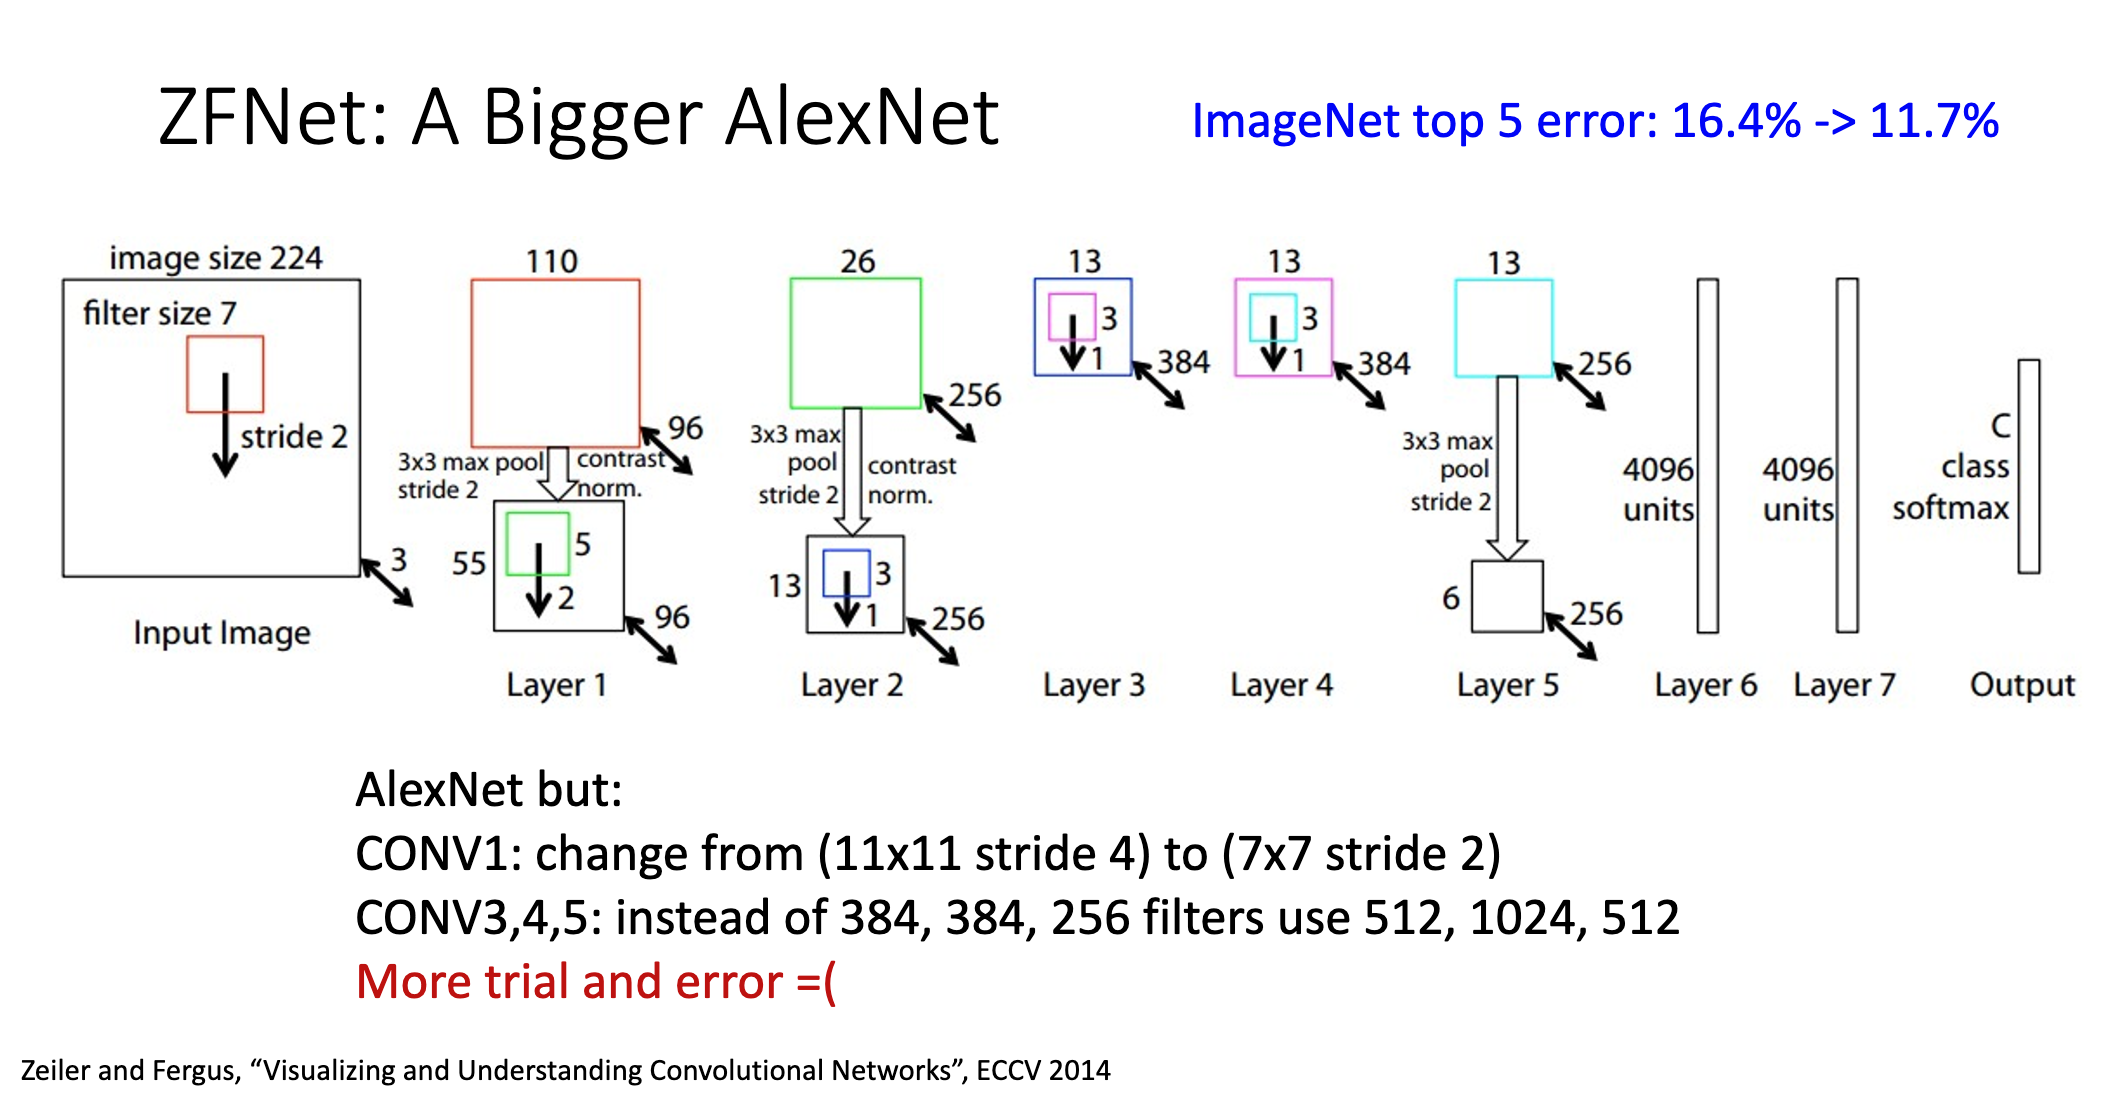 ZFNet: A Bigger AlexNet
ImageNet top 5 error: 16.4% -> 11.7%
image size 224
filter size 7
stride 2
3
Input Image
110
96
3x3 max pool
stride 2
contrast
norm.
55
5
2
96
Layer 1
26
256
3x3 max
pool
stride 2
contrast
norm.
13
3
1
256
Layer 2
13
3
1
384
Layer 3
13
3
1
384
Layer 4
13
256
3x3 max
pool
stride 2
6
256
Layer 5
4096
units
Layer 6
4096
units
Layer 7
C
class
softmax
Output
AlexNet but:
CONV1: change from (11x11 stride 4) to (7x7 stride 2)
CONV3,4,5: instead of 384, 384, 256 filters use 512, 1024, 512
More trial and error =(
Zeiler and Fergus, “Visualizing and Understanding Convolutional Networks”, ECCV 2014